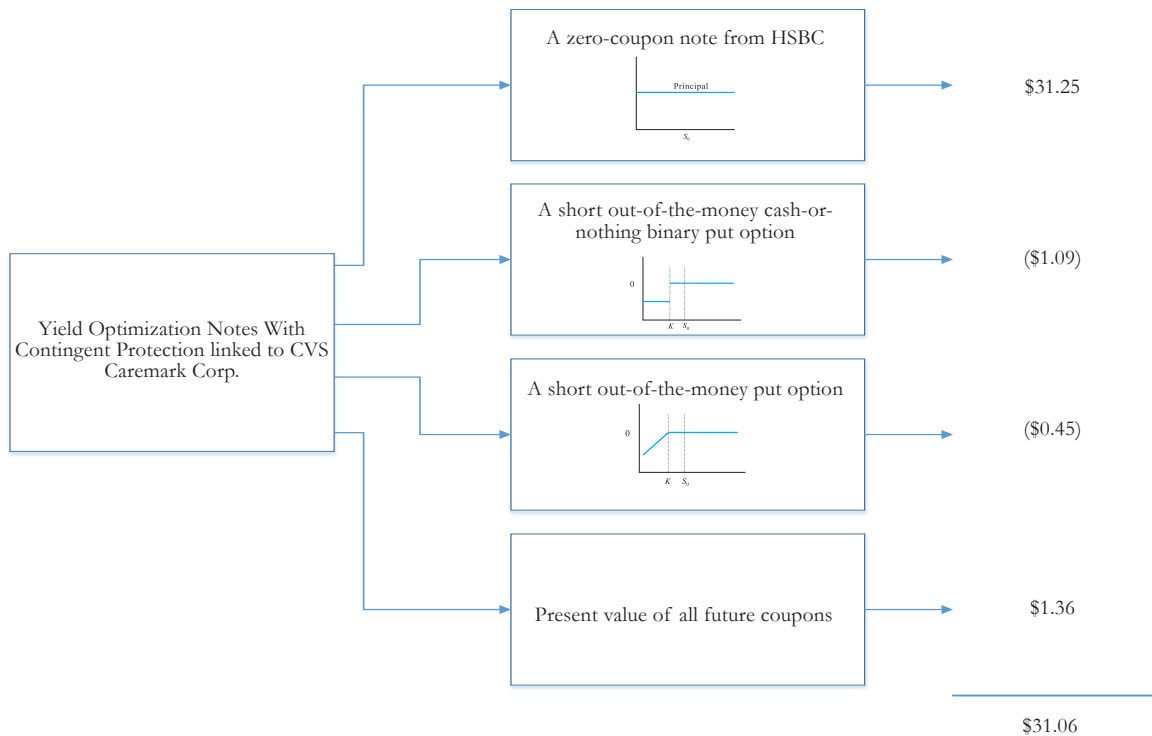 A zero-coupon note from HSBC
Principal
S₀
$31.25
A short out-of-the-money cash-or-
nothing binary put option
0
K S₀
($1.09)
Yield Optimization Notes With
Contingent Protection linked to CVS
Caremark Corp.
A short out-of-the-money put option
0
K S₀
($0.45)
Present value of all future coupons
$1.36
$31.06